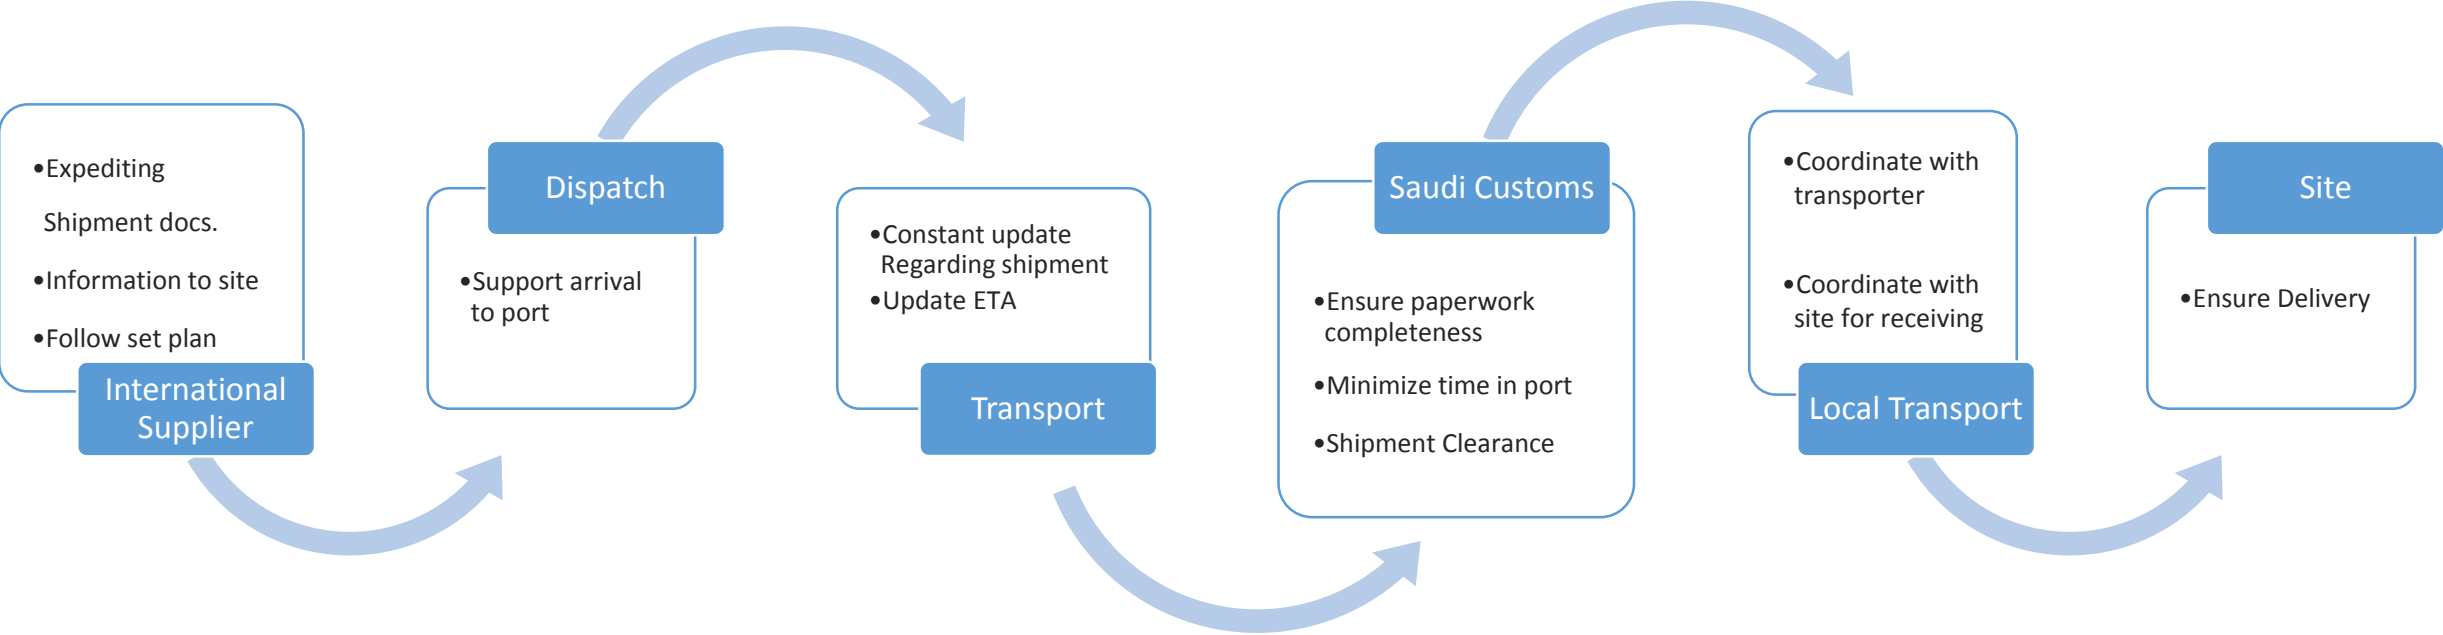 •Expediting
Shipment docs.
•Information to site
•Follow set plan
International
Supplier
Dispatch
•Support arrival
to port
•Constant update
Regarding shipment
•Update ETA
Transport
Saudi Customs
•Ensure paperwork
completeness
•Minimize time in port
•Shipment Clearance
•Coordinate with
transporter
•Coordinate with
site for receiving
Local Transport
Site
•Ensure Delivery